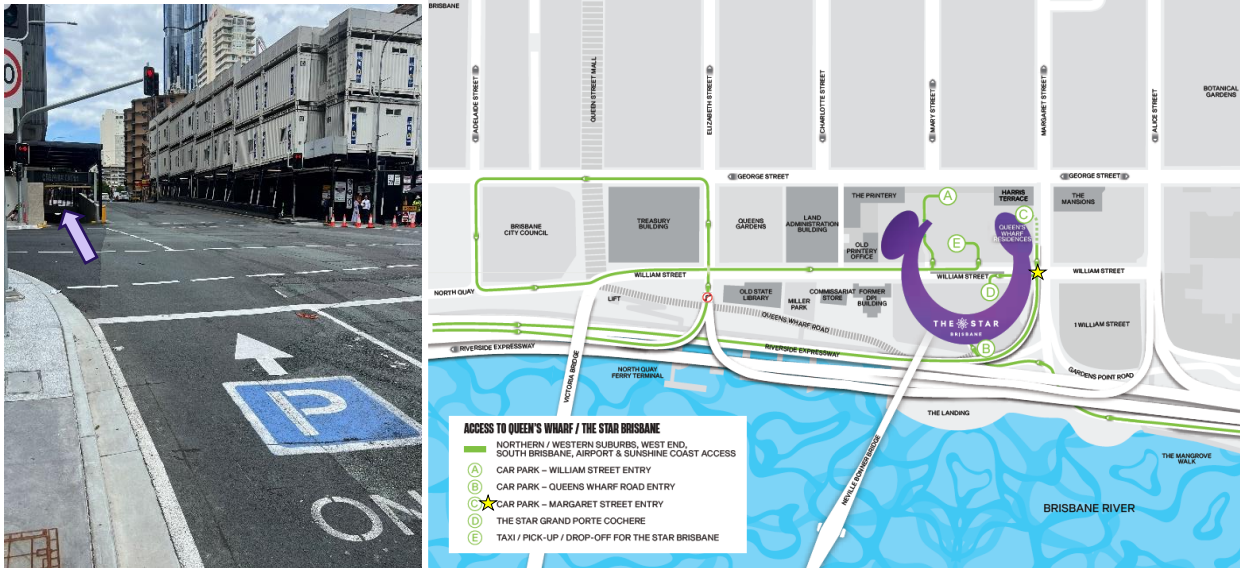 0
P
ON
BRISBANE
ADELAIDE STREET
QUEEN STREET MALL
ELIZABETH STREET
CHARLOTTE STREET
MARY STREET
MARGARET STREET
ALICE STREET
BOTANICAL
GARDENS
GEORGE STREET
GEORGE STREET
BRISBANE
CITY COUNCIL
TREASURY
BUILDING
QUEENS
GARDENS
LAND
ADMINISTRATION
BUILDING
THE PRINTERY
OLD
PRINTERY
OFFICE
A
HARRIS
TERRACE
C
QUEEN'S
WHARF
RESIDENCES
THE
MANSIONS
E
WILLIAM STREET
WILLIAM STREET
WILLIAM STREET
D
NORTH QUAY
LIFT
OLD STATE
LIBRARY
MILLER
PARK
COMMISSARIAT
STORE
FORMER
DPI
BUILDING
QUEENS WHARF ROAD
THE STAR
BRISBANE
1 WILLIAM STREET
B
RIVERSIDE EXPRESSWAY
RIVERSIDE EXPRESSWAY
VICTORIA BRIDGE
NORTH QUAY
FERRY TERMINAL
GARDENS POINT ROAD
THE LANDING
NEVILLE BONNER BRIDGE
THE MANGROVE
WALK
BRISBANE RIVER
ACCESS TO QUEEN'S WHARF / THE STAR BRISBANE
NORTHERN / WESTERN SUBURBS, WEST END,
SOUTH BRISBANE, AIRPORT & SUNSHINE COAST ACCESS
A CAR PARK – WILLIAM STREET ENTRY
B CAR PARK – QUEENS WHARF ROAD ENTRY
C CAR PARK – MARGARET STREET ENTRY
D THE STAR GRAND PORTE COCHERE
E TAXI / PICK-UP / DROP-OFF FOR THE STAR BRISBANE